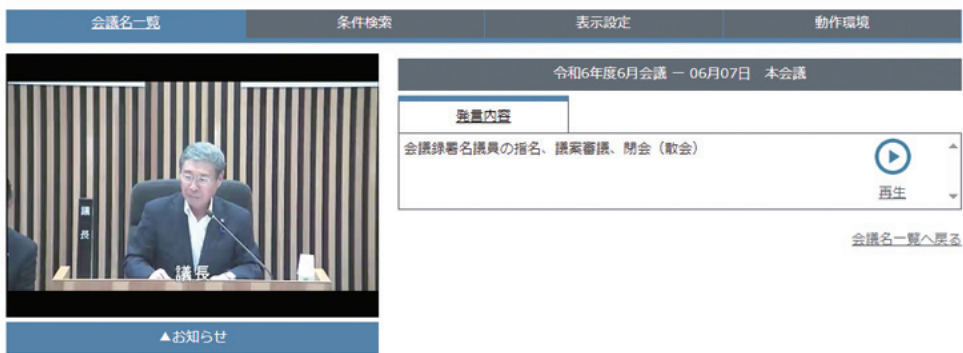 会議名一覧
条件検索
表示設定
動作環境
令和6年度6月会議 － 06月07日　本会議
発言内容
会議録署名議員の指名、議案審議、閉会（散会）
再生
会議名一覧へ戻る
議長
議長
▲お知らせ